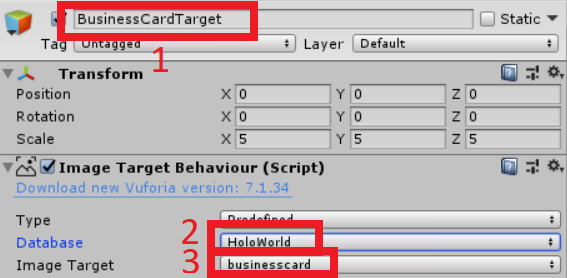 BusinessCardTarget Static
Tag Untagged Layer Default
1
Transform
Position X 0 Y 0 Z 0
Rotation X 0 Y 0 Z 0
Scale X 5 Y 5 Z 5
Image Target Behaviour (Script)
Download new Vuforia version: 7.1.34
Type Predefined
Database 2 HoloWorld
Image Target 3 businesscard